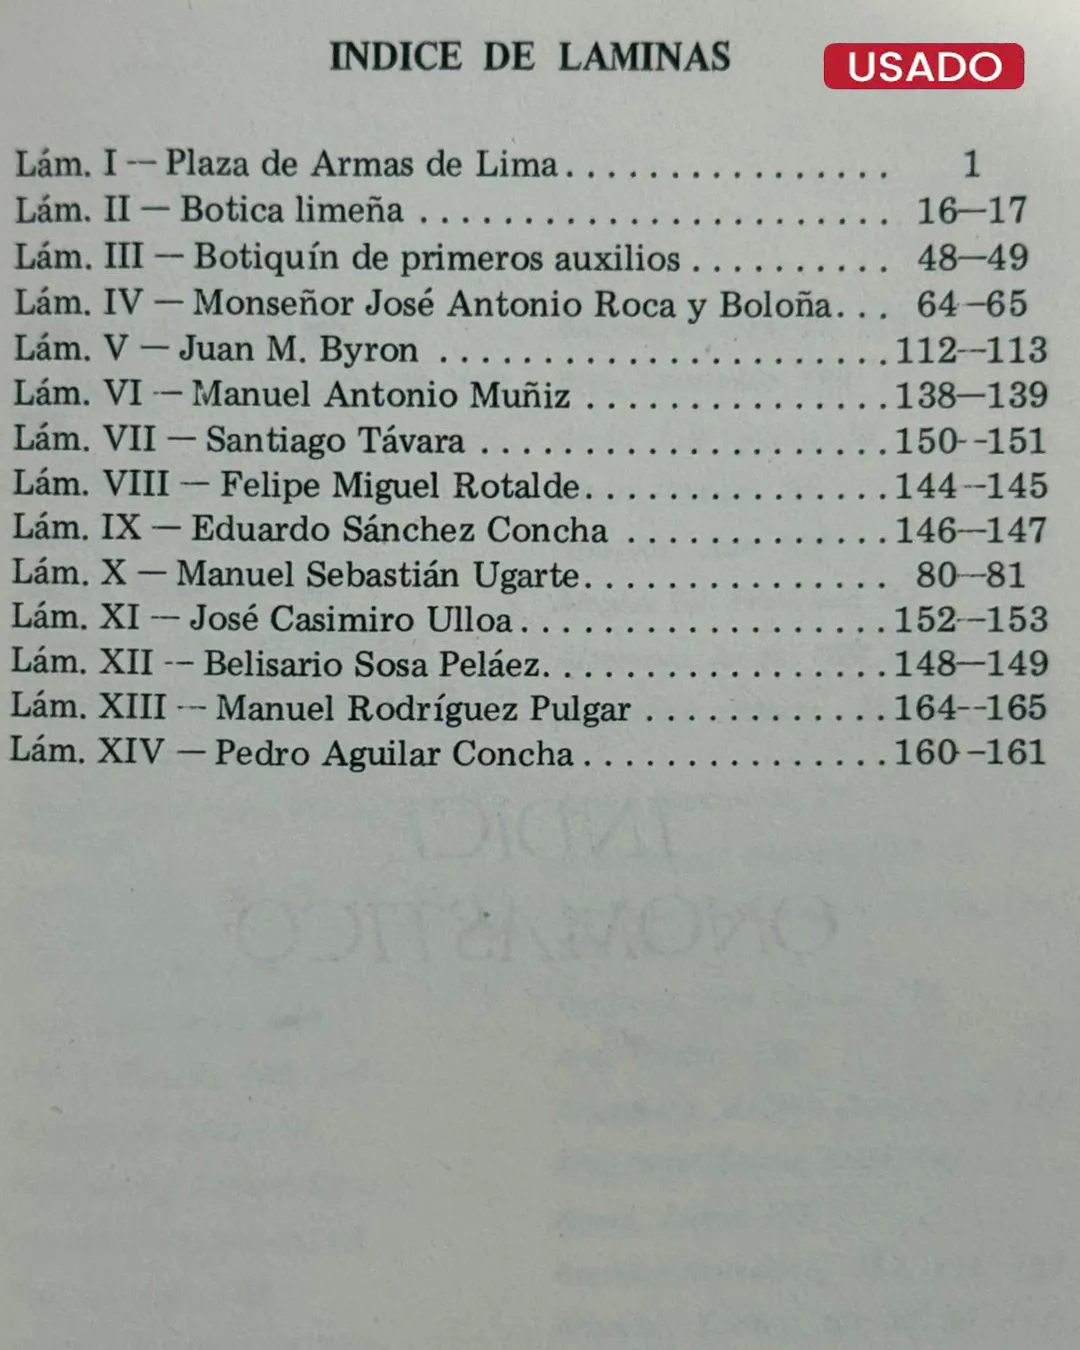 INDICE DE LAMINAS
USADO
Lám. I — Plaza de Armas de Lima................ 1
Lám. II — Botica limeña ....................... 16—17
Lám. III — Botiquín de primeros auxilios .......... 48—49
Lám. IV — Monseñor José Antonio Roca y Boloña... 64—65
Lám. V — Juan M. Byron ......................112—113
Lám. VI — Manuel Antonio Muñiz ...............138—139
Lám. VII — Santiago Távara ....................150—151
Lám. VIII — Felipe Miguel Rotalde...............144—145
Lám. IX — Eduardo Sánchez Concha .............146—147
Lám. X — Manuel Sebastián Ugarte............... 80—81
Lám. XI — José Casimiro Ulloa..................152—153
Lám. XII — Belisario Sosa Peláez.................148—149
Lám. XIII — Manuel Rodríguez Pulgar ............164—165
Lám. XIV — Pedro Aguilar Concha ...............160—161
INDICE
ONOMASTICO